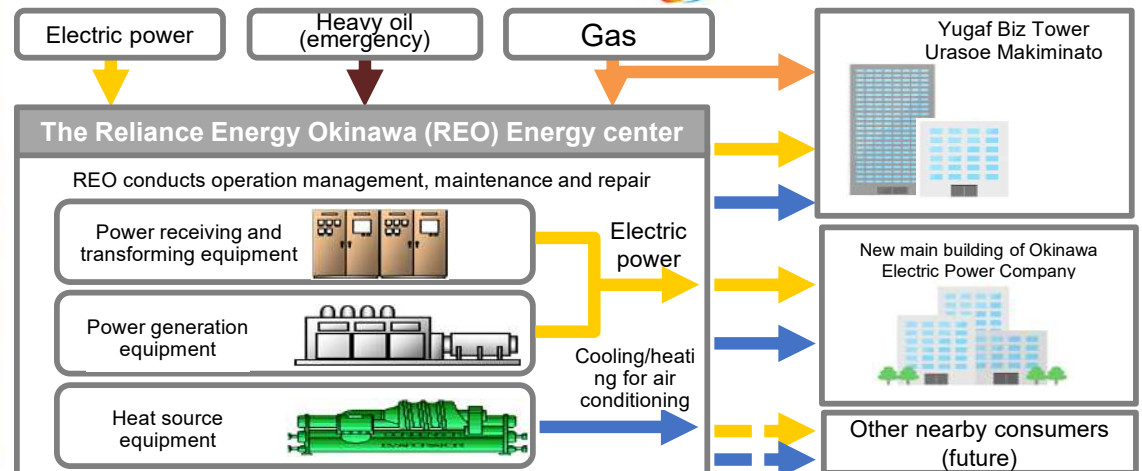 Electric power
Heavy oil
(emergency)
Gas
Yugaf Biz Tower
Urasoe Makiminato
The Reliance Energy Okinawa (REO) Energy center
REO conducts operation management, maintenance and repair
Power receiving and
transforming equipment
Electric
power
New main building of Okinawa
Electric Power Company
Power generation
equipment
Cooling/heati
ng for air
conditioning
Heat source
equipment
Other nearby consumers
(future)